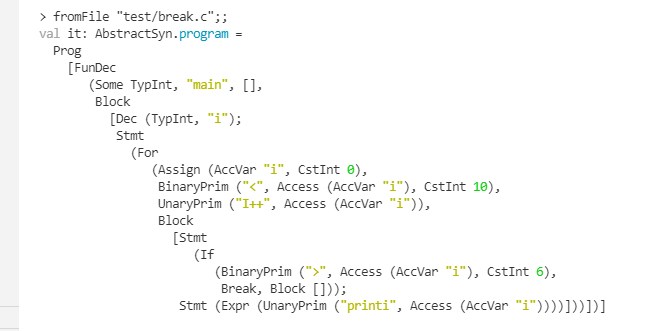 > fromFile "test/break.c";;
val it: AbstractSyn.program =
  Prog
    [FunDec
       (Some TypInt, "main", [],
        Block
          [Dec (TypInt, "i");
           Stmt
             (For
                (Assign (AccVar "i", CstInt 0),
                 BinaryPrim ("<", Access (AccVar "i"), CstInt 10),
                 UnaryPrim ("I++", Access (AccVar "i")),
                 Block
                   [Stmt
                      (If
                         (BinaryPrim (">", Access (AccVar "i"), CstInt 6),
                          Break, Block []));
                    Stmt (Expr (UnaryPrim ("printi", Access (AccVar "i"))))]))])]